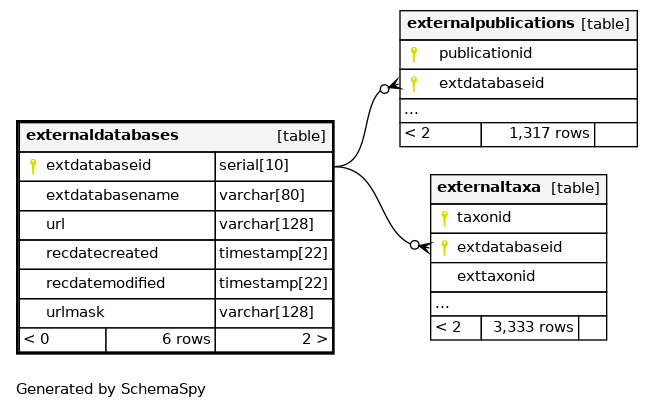 externalpublications [table]
publicationid
extdatabaseid
...
< 2 1,317 rows
externaldatabases [table]
extdatabaseid serial[10]
extdatabasename varchar[80]
url varchar[128]
recdatecreated timestamp[22]
recdatemodified timestamp[22]
urlmask varchar[128]
< 0 6 rows 2 >
externaltaxa [table]
taxonid
extdatabaseid
exttaxonid
...
< 2 3,333 rows
Generated by SchemaSpy